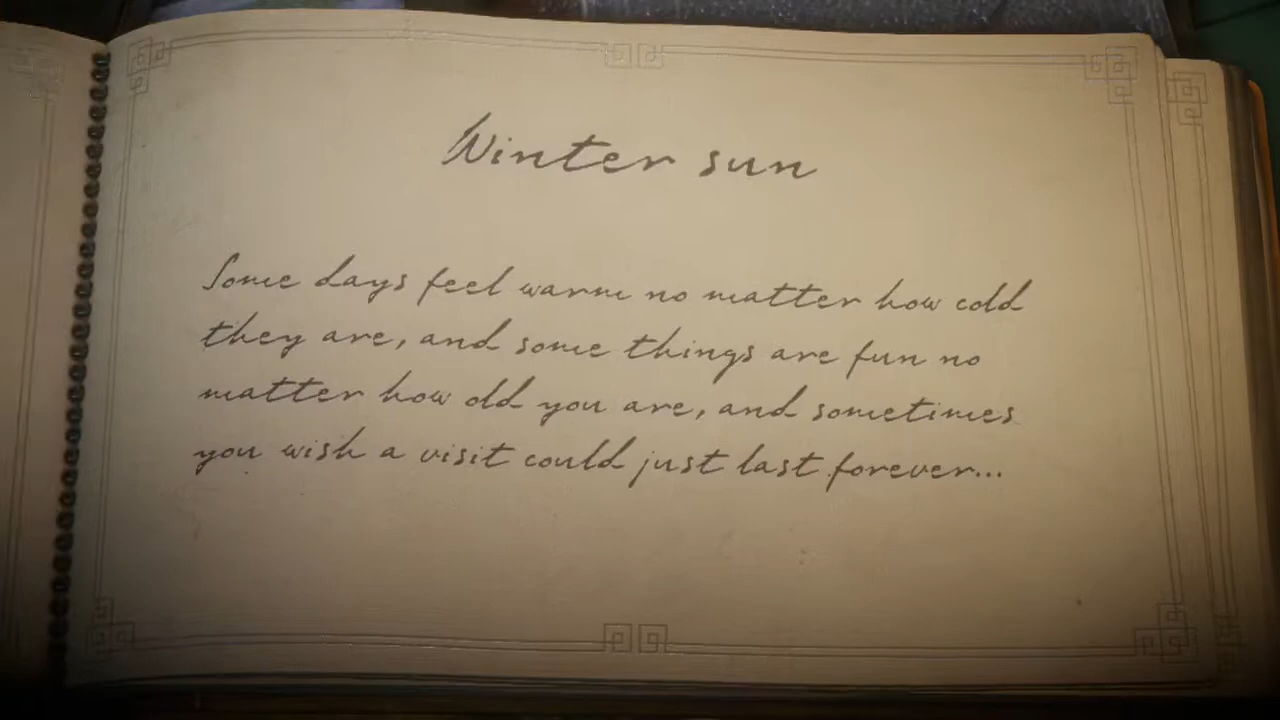 Winter sun
Some days feel warm no matter how cold
they are, and some things are fun no
matter how old you are, and sometimes
you wish a visit could just last forever...